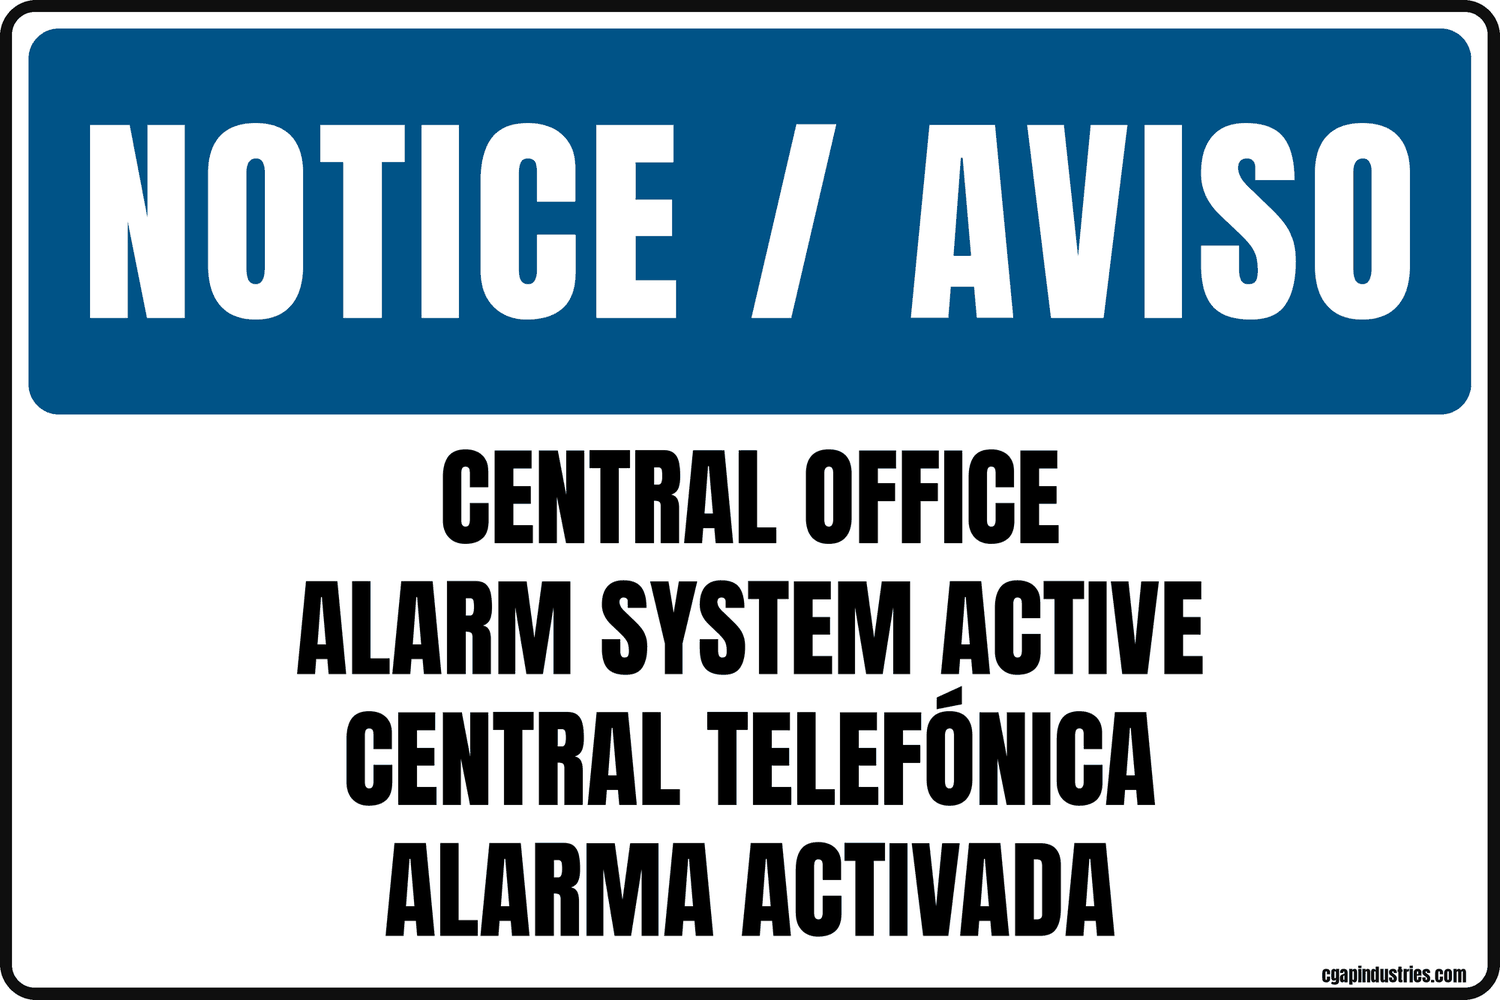 NOTICE / AVISO
CENTRAL OFFICE
ALARM SYSTEM ACTIVE
CENTRAL TELEFÓNICA
ALARMA ACTIVADA
cgapindustries.com